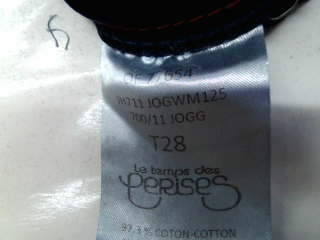 JH711 JOGWM125
700/11 JOGG
T28
Le temps des
CERISES
97.3 % COTON-COTTON